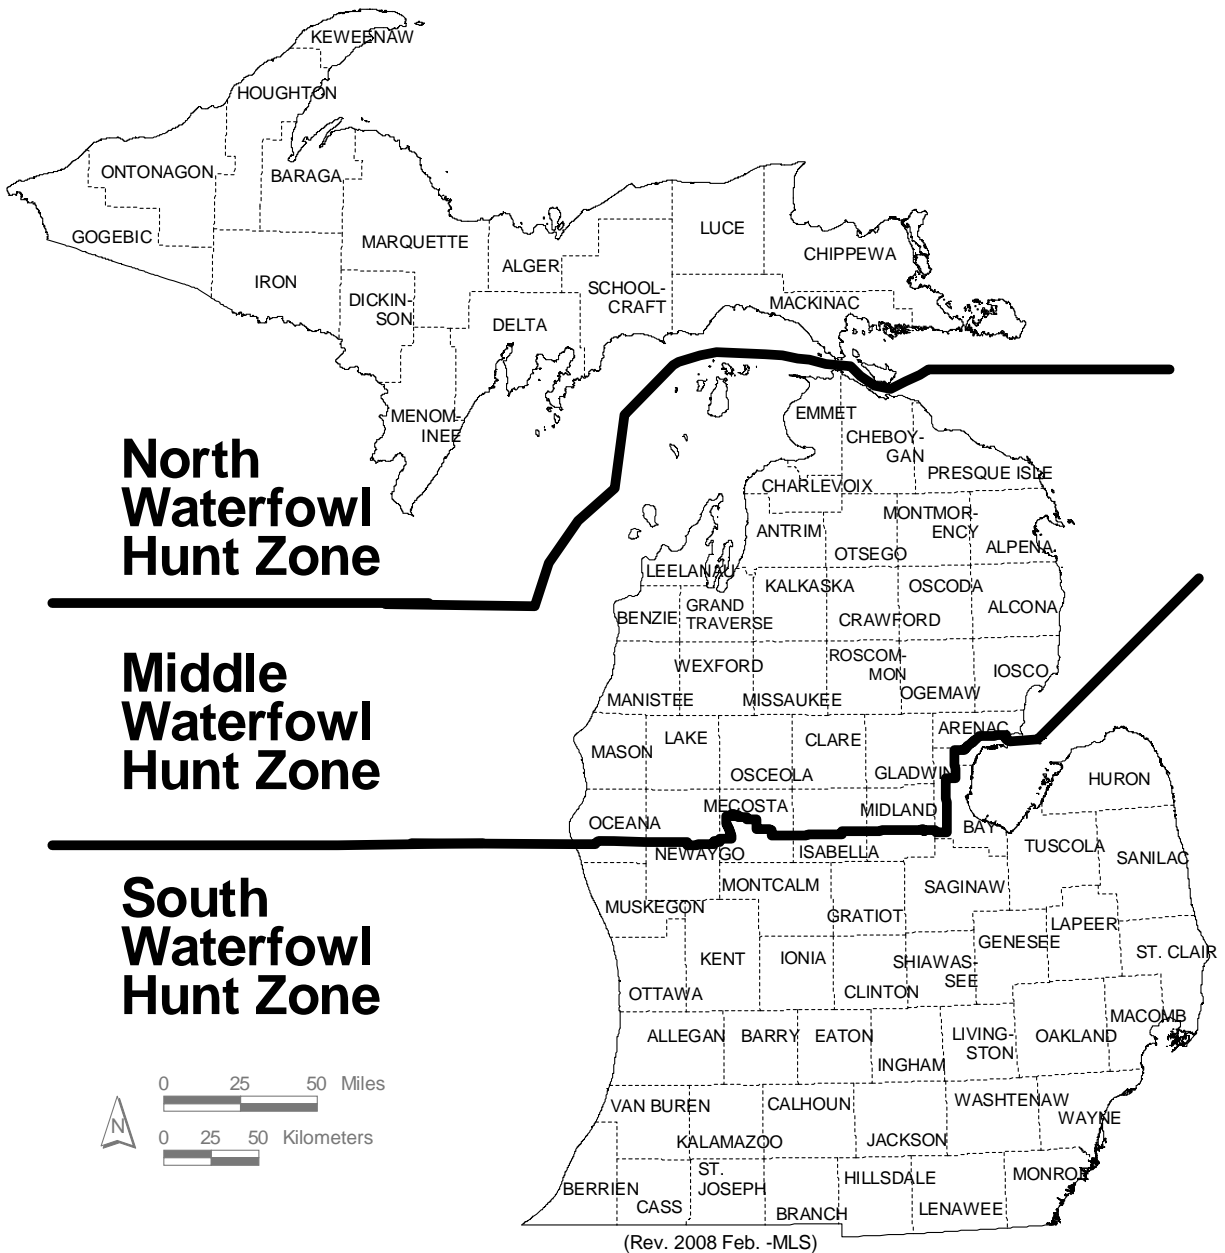 KEWEENAW
HOUGHTON
ONTONAGON
BARAGA
GOGEBIC
MARQUETTE
LUCE
CHIPPEWA
ALGER
IRON
SCHOOL-
CRAFT
DICKIN-
SON
MACKINAC
DELTA
MENOM-
INEE
EMMET
CHEBOY-
GAN
PRESQUE ISLE
CHARLEVOIX
North
Waterfowl
Hunt Zone
MONTMOR-
ENCY
ANTRIM
OTSEGO
ALPENA
LEELANAU
KALKASKA
OSCODA
ALCONA
BENZIE
GRAND
TRAVERSE
CRAWFORD
WEXFORD
ROSCOM-
MON
IOSCO
MANISTEE
MISSAUKEE
OGEMAW
Middle
Waterfowl
Hunt Zone
ARENAC
MASON
LAKE
CLARE
OSCEOLA
GLADWIN
HURON
MECOSTA
MIDLAND
OCEANA
BAY
NEWAYGO
ISABELLA
TUSCOLA
SANILAC
South
Waterfowl
Hunt Zone
MONTCALM
SAGINAW
MUSKEGON
GRATIOT
LAPEER
GENESEE
ST. CLAIR
KENT
IONIA
SHIAWAS-
SEE
OTTAWA
CLINTON
MACOMB
ALLEGAN
BARRY
EATON
LIVING-
STON
OAKLAND
INGHAM
0 25 50 Miles
N
0 25 50 Kilometers
VAN BUREN
CALHOUN
WASHTENAW
WAYNE
KALAMAZOO
JACKSON
BERRIEN
CASS
ST.
JOSEPH
BRANCH
HILLSDALE
LENAWEE
MONROE
(Rev. 2008 Feb. -MLS)